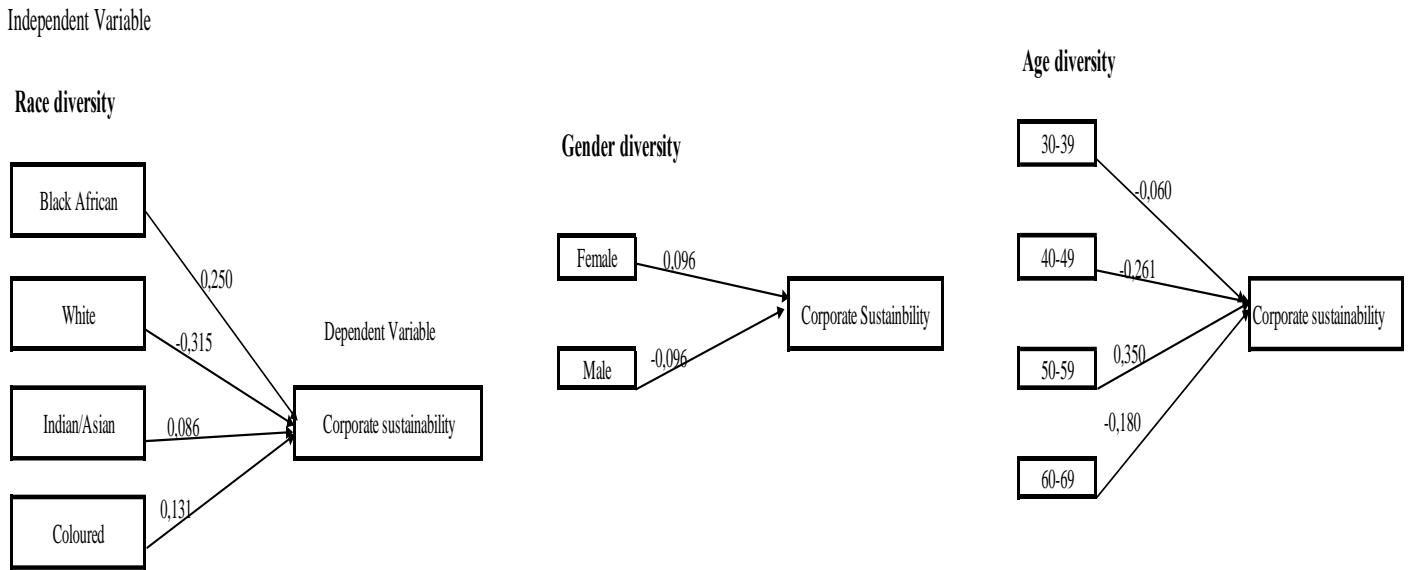 Independent Variable
Race diversity
Black African
0,250
White
-0,315
Dependent Variable
Indian/Asian
0,086
Corporate sustainability
0,131
Coloured
Gender diversity
Female
0,096
Corporate Sustainbility
Male
-0,096
Age diversity
30-39
-0,060
40-49
-0,261
Corporate sustainability
50-59
0,350
-0,180
60-69